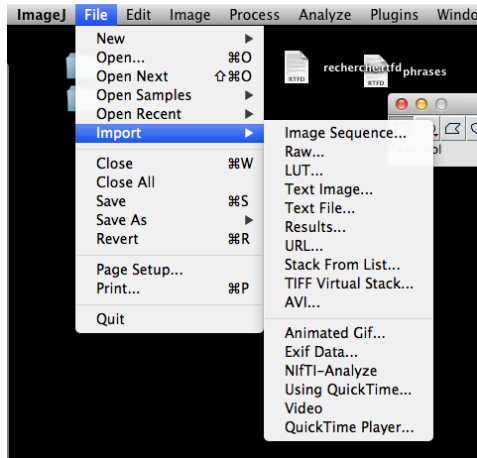 ImageJ File Edit Image Process Analyze Plugins Windo
New
Open... ⌘O
Open Next ⇧⌘O
Open Samples
Open Recent
Import
Close ⌘W
Close All
Save ⌘S
Save As
Revert ⌘R
Page Setup...
Print... ⌘P
Quit
RTFD
RTFD
recherche.rtfd
phrases
Image Sequence...
Raw...
LUT...
Text Image...
Text File...
Results...
URL...
Stack From List...
TIFF Virtual Stack...
AVI...
Animated Gif...
Exif Data...
NIfTI-Analyze
Using QuickTime...
Video
QuickTime Player...